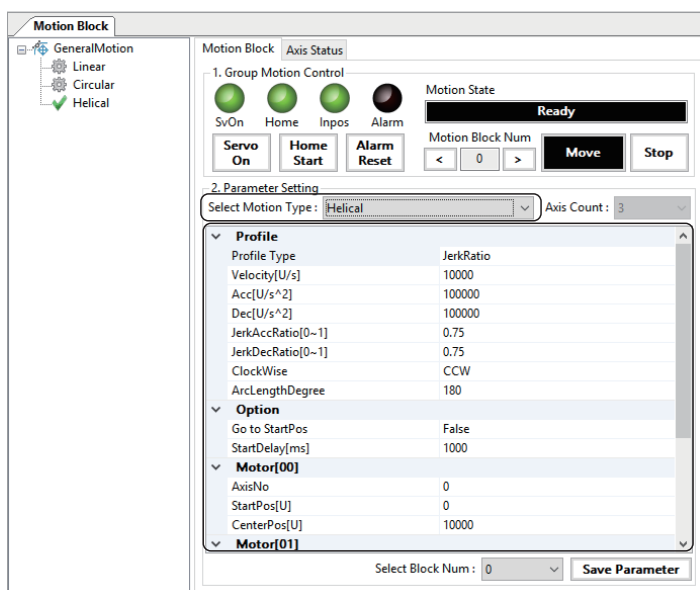 Motion Block
GeneralMotion
Linear
Circular
Helical
Motion Block Axis Status
1. Group Motion Control
SvOn Home Inpos Alarm
Motion State
Ready
Servo On Home Start Alarm Reset
Motion Block Num
< 0 > Move Stop
2. Parameter Setting
Select Motion Type : Helical Axis Count : 3
Profile
Profile Type JerkRatio
Velocity[U/s] 10000
Acc[U/s^2] 100000
Dec[U/s^2] 100000
JerkAccRatio[0~1] 0.75
JerkDecRatio[0~1] 0.75
ClockWise CCW
ArcLengthDegree 180
Option
Go to StartPos False
StartDelay[ms] 1000
Motor[00]
AxisNo 0
StartPos[U] 0
CenterPos[U] 10000
Motor[01]
Select Block Num : 0 Save Parameter